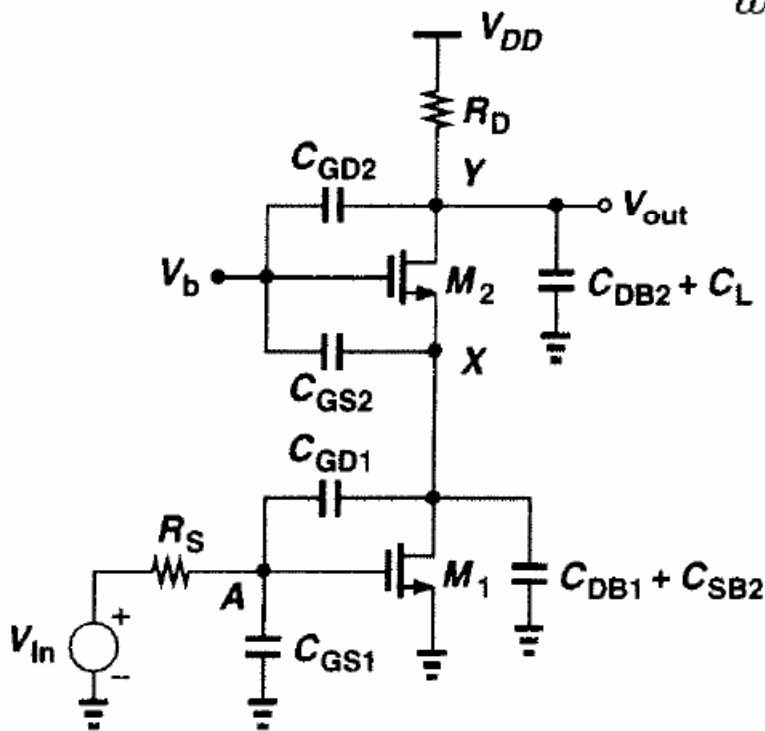 ω
V_DD
R_D
C_GD2
Y
V_out
V_b
M_2
C_DB2 + C_L
X
C_GS2
C_GD1
R_S
A
M_1
C_DB1 + C_SB2
V_in
+
−
C_GS1